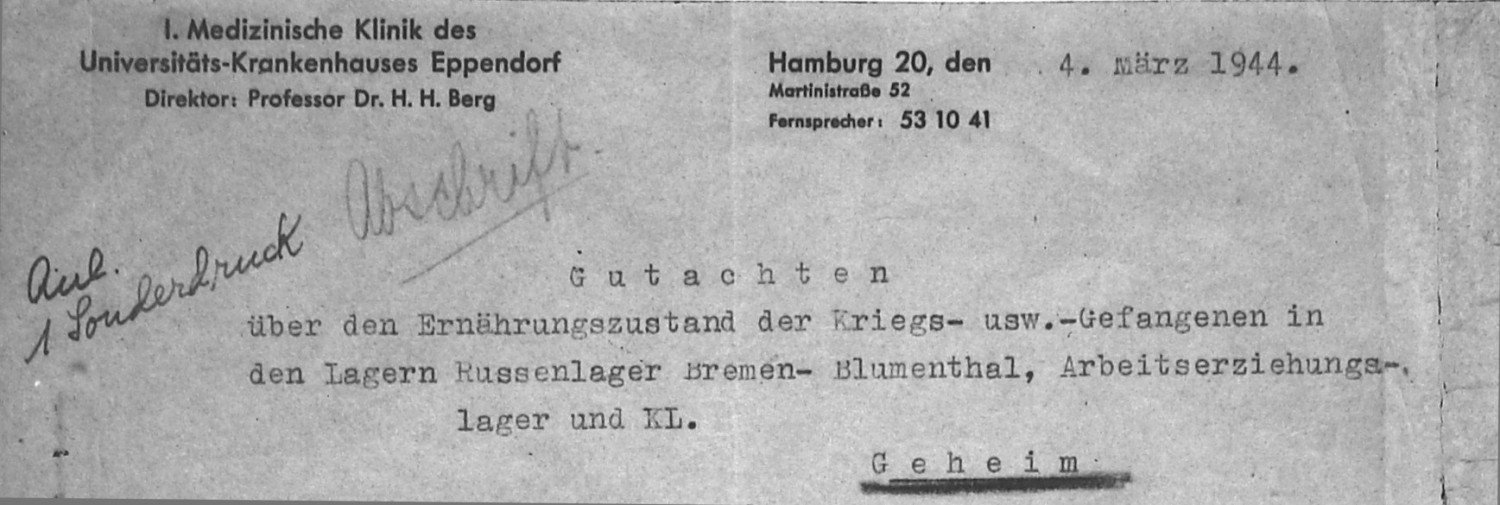 I. Medizinische Klinik des
Universitäts-Krankenhauses Eppendorf
Direktor: Professor Dr. H. H. Berg
Hamburg 20, den 4. März 1944.
Martinistraße 52
Fernsprecher: 53 10 41
Abschrift.
Anl.
1 Sonderdruck
Gutachten
über den Ernährungszustand der Kriegs- usw.-Gefangenen in
den Lagern Russenlager Bremen- Blumenthal, Arbeitserziehungs-
lager und KL.
Geheim